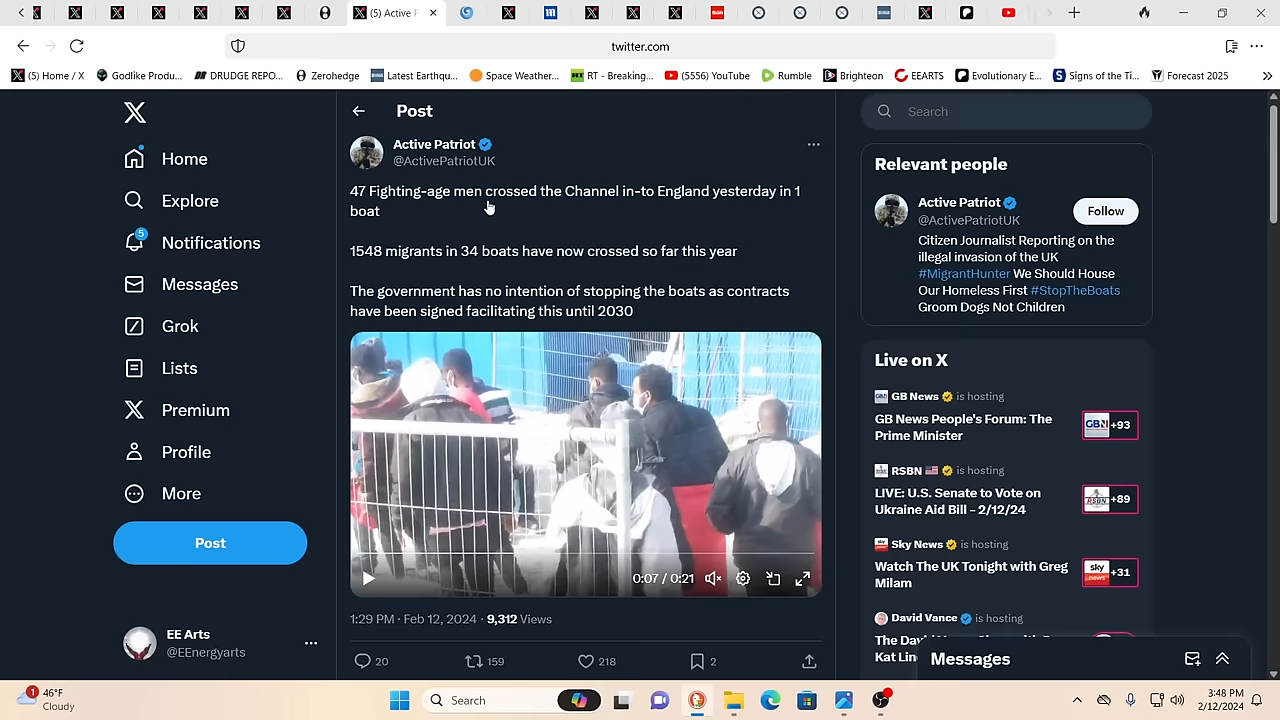 (5) Active P
twitter.com
(5) Home / X
Godlike Produ...
DRUDGE REPO...
Zerohedge
Latest Earthqu...
Space Weather...
RT - Breaking...
(5556) YouTube
Rumble
Brighteon
EEARTS
Evolutionary E...
Signs of the Ti...
Forecast 2025
Home
Explore
5
Notifications
Messages
Grok
Lists
Premium
Profile
More
Post
EE Arts
@EEnergyarts
Post
Active Patriot
@ActivePatriotUK
47 Fighting-age men crossed the Channel in-to England yesterday in 1
boat
1548 migrants in 34 boats have now crossed so far this year
The government has no intention of stopping the boats as contracts
have been signed facilitating this until 2030
0:07 / 0:21
1:29 PM · Feb 12, 2024 · 9,312 Views
20
159
218
2
Search
Relevant people
Active Patriot
@ActivePatriotUK
Follow
Citizen Journalist Reporting on the
illegal invasion of the UK
#MigrantHunter We Should House
Our Homeless First #StopTheBoats
Groom Dogs Not Children
Live on X
GB News is hosting
GB News People's Forum: The
Prime Minister
GBN +93
RSBN is hosting
LIVE: U.S. Senate to Vote on
Ukraine Aid Bill - 2/12/24
RSBN +89
Sky News is hosting
Watch The UK Tonight with Greg
Milam
sky news +31
David Vance is hosting
Kat Lin
Messages
1
46°F
Cloudy
Search
3:48 PM
2/12/2024